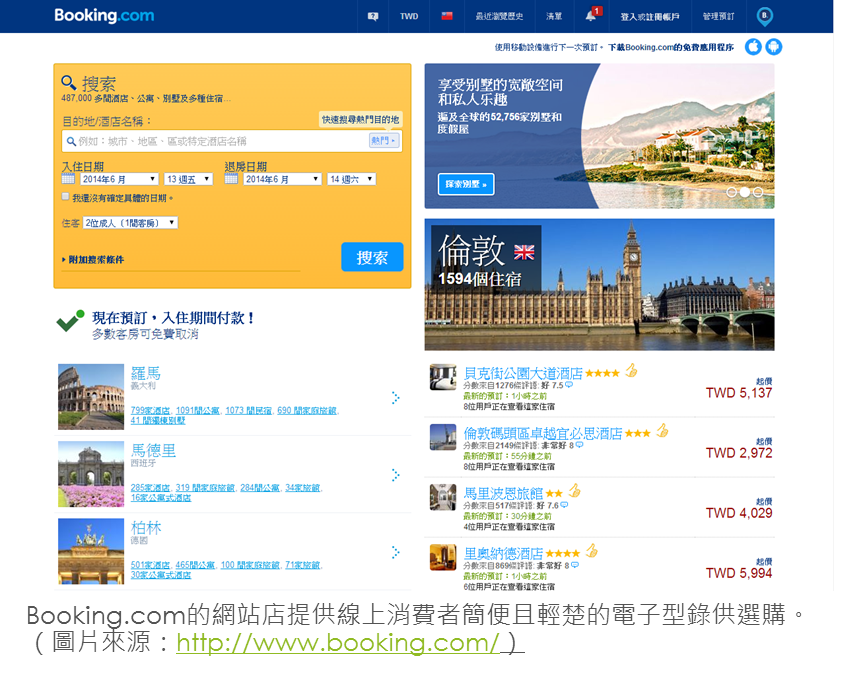 Booking.com
TWD
最近瀏覽歷史
清單
1
登入或註冊帳戶
管理預訂
B.
使用移動設備進行下一次預訂。 下載Booking.com的免費應用程序
搜索
487,000 多間酒店、公寓、別墅及多種住宿...
目的地/酒店名稱：
快速搜尋熱門目的地
例如：城市、地區、區或特定酒店名稱
熱門
入住日期
退房日期
2014年6 月
13 週五
2014年6 月
14 週六
我還沒有確定具體的日期。
住客
2位成人（1間客房）
附加搜索條件
搜索
享受别墅的宽敞空间
和私人乐趣
遍及全球的52,756家别墅和
度假屋
探索别墅 »
倫敦
1594個住宿
現在預訂，入住期間付款！
多數客房可免費取消
羅馬
義大利
799家酒店, 1091間公寓, 1073 間民宿, 690 間家庭旅館,
41 間獨棟別墅
馬德里
西班牙
285家酒店, 319 間家庭旅館, 284間公寓, 34家旅館,
16家公寓式酒店
柏林
德國
501家酒店, 465間公寓, 100 間家庭旅館, 71家旅館,
30家公寓式酒店
貝克街公園大道酒店
分數來自1276條評語: 好 7.5
最新的預訂：1小時之前
8位用戶正在查看這家住宿
起價
TWD 5,137
倫敦碼頭區卓越宜必思酒店
分數來自2149條評語: 非常好 8
最新的預訂：55分鐘之前
8位用戶正在查看這家住宿
起價
TWD 2,972
馬里波恩旅館
分數來自517條評語: 好 7.6
最新的預訂：30分鐘之前
4位用戶正在查看這家住宿
起價
TWD 4,029
里奧納德酒店
分數來自869條評語: 非常好 8
最新的預訂：1小時之前
6位用戶正在查看這家住宿
起價
TWD 5,994
Booking.com的網站店提供線上消費者簡便且輕楚的電子型錄供選購。
（圖片來源：http://www.booking.com/）